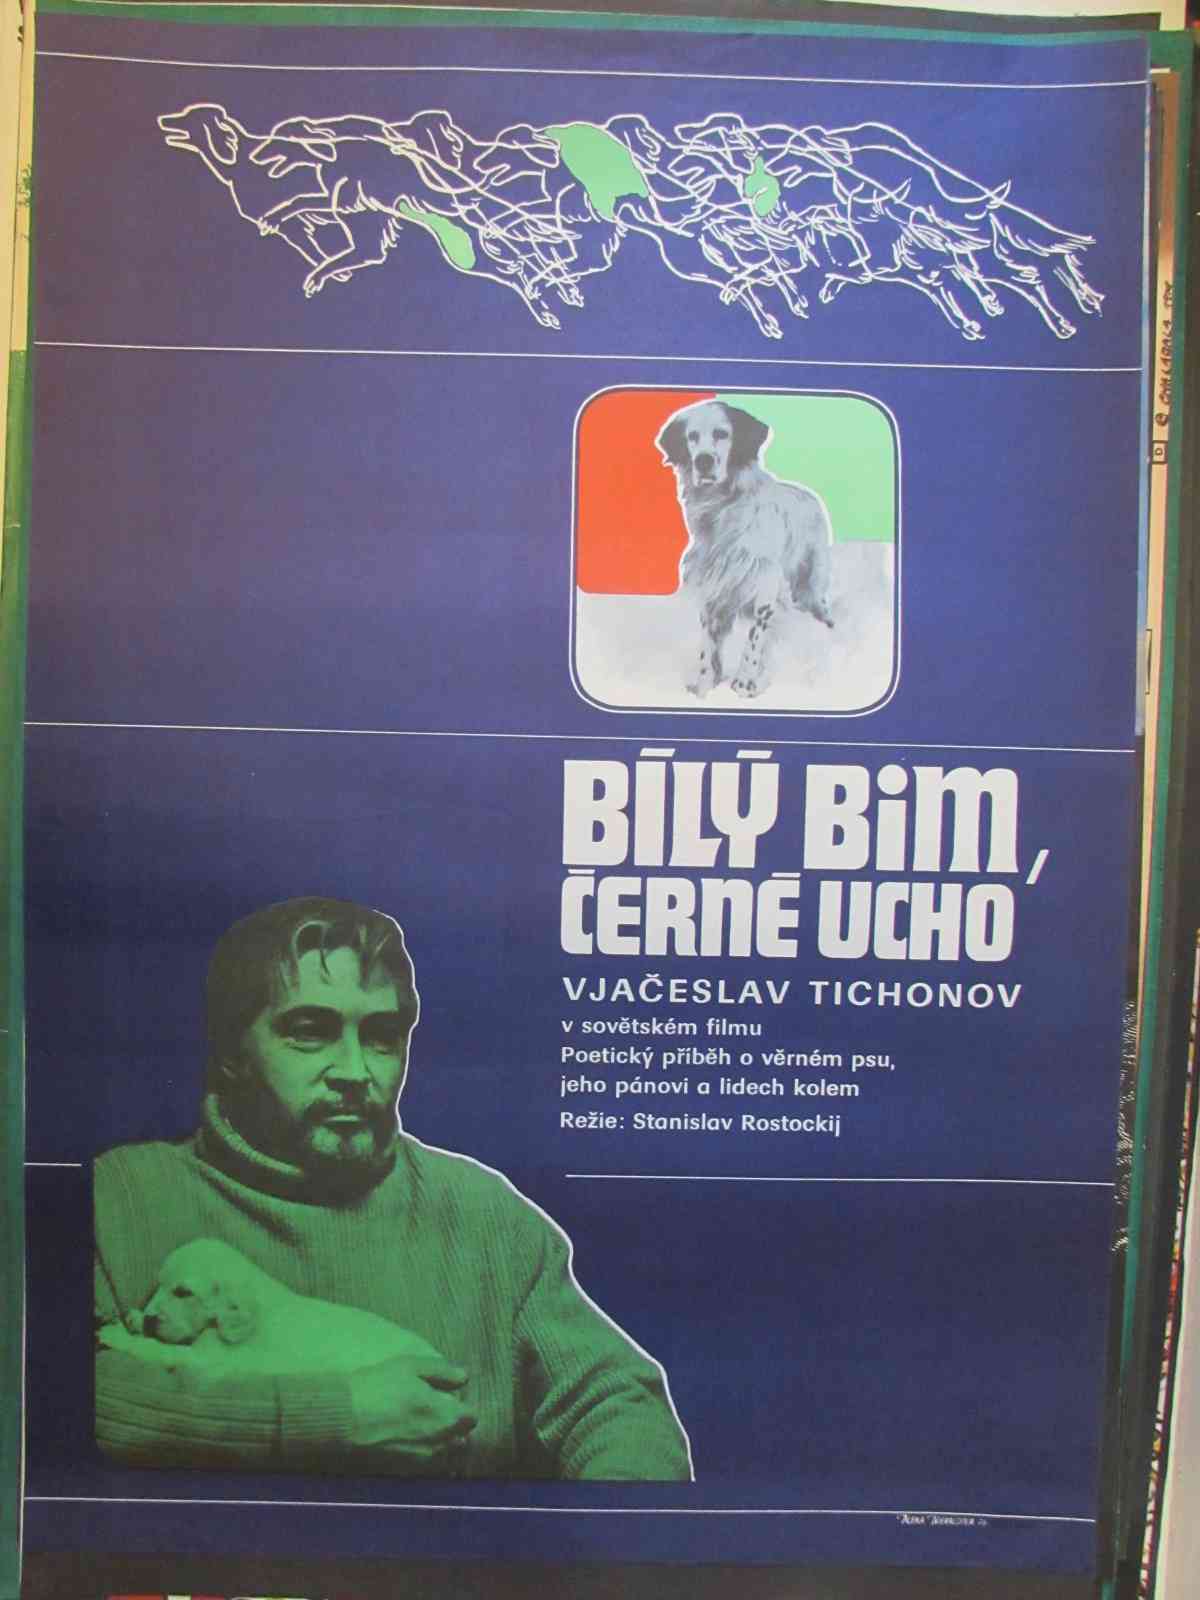 BÍLÝ BIM,
ČERNÉ UCHO
VJAČESLAV TICHONOV
v sovětském filmu
Poetický příběh o věrném psu,
jeho pánovi a lidech kolem
Režie: Stanislav Rostockij